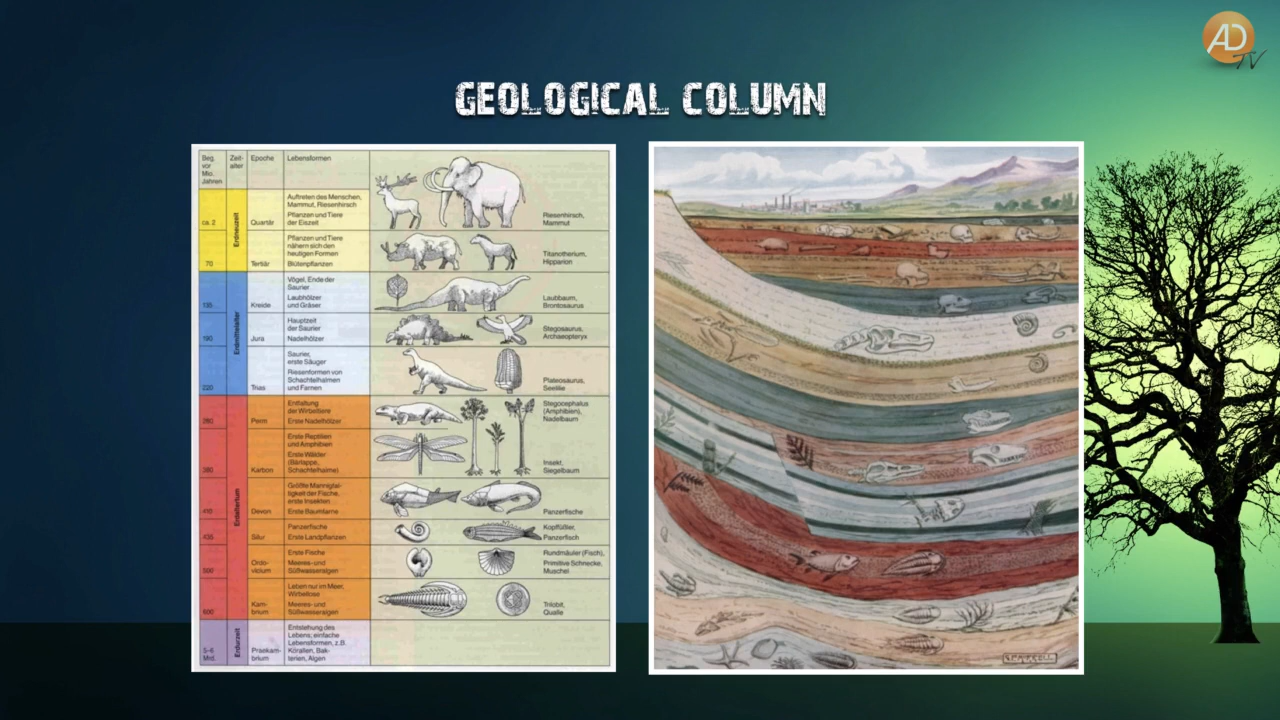 AD
TV
GEOLOGICAL COLUMN
Beg.
vor
Mio.
Jahren
Zeit-
alter
Epoche
Lebensformen
ca. 2
Erdneuzeit
Quartär
Auftreten des Menschen,
Mammut, Riesenhirsch
Pflanzen und Tiere
der Eiszeit
Riesenhirsch,
Mammut
70
Tertiär
Pflanzen und Tiere
nähern sich den
heutigen Formen
Blütenpflanzen
Titanotherium,
Hipparion
135
Erdmittelalter
Kreide
Vögel, Ende der
Saurier
Laubhölzer
und Gräser
Laubbaum,
Brontosaurus
190
Jura
Hauptzeit
der Saurier
Nadelhölzer
Stegosaurus,
Archaeopteryx
220
Trias
Saurier,
erste Säuger
Riesenformen von
Schachtelhalmen
und Farnen
Plateosaurus,
Seelilie
280
Erdaltertum
Perm
Entfaltung
der Wirbeltiere
Erste Nadelhölzer
Stegocephalus
(Amphibien),
Nadelbaum
Karbon
Erste Reptilien
und Amphibien
Erste Wälder
(Bärlappe,
Schachtelhalme)
Insekt,
Siegelbaum
410
Devon
Größte Mannigfal-
tigkeit der Fische,
erste Insekten
Erste Baumfarne
Panzerfische
435
Silur
Panzerfische
Erste Landpflanzen
Kopffüßler,
Panzerfisch
500
Ordo-
vicium
Erste Fische
Meeres- und
Süßwasseralgen
Rundmäuler (Fisch),
Primitive Schnecke,
Muschel
600
Kam-
brium
Leben nur im Meer,
Wirbellose
Meeres- und
Süßwasseralgen
Trilobit,
Qualle
5-6
Mrd.
Erdurzeit
Praekam-
brium
Entstehung des
Lebens; einfache
Lebensformen, z.B.
Korallen, Bak-
terien, Algen